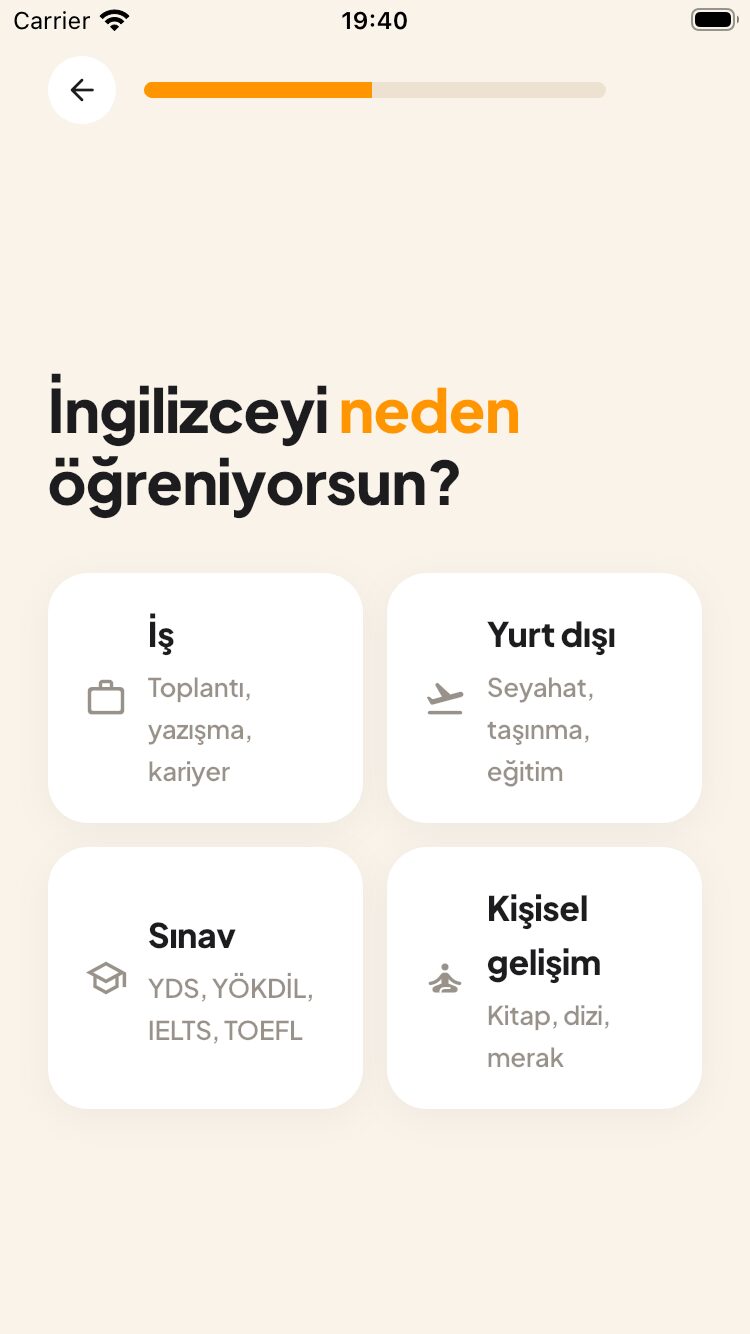 Carrier 19:40
İngilizceyi neden
öğreniyorsun?
İş
Toplantı,
yazışma,
kariyer
Yurt dışı
Seyahat,
taşınma,
eğitim
Sınav
YDS, YÖKDİL,
IELTS, TOEFL
Kişisel
gelişim
Kitap, dizi,
merak